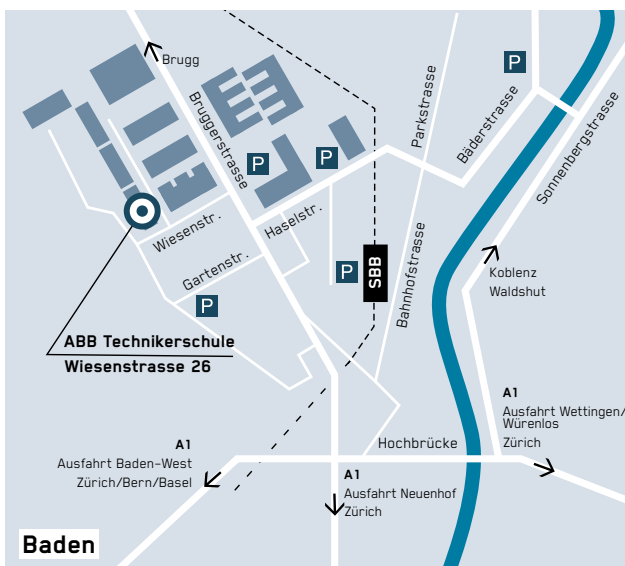 Brugg
Bruggerstrasse
Parkstrasse
P
Bäderstrasse
Sonnenbergstrasse
P
P
Haselstr.
Wiesenstr.
Gartenstr.
P
SBB
P
Bahnhofstrasse
Koblenz
Waldshut
ABB Technikerschule
Wiesenstrasse 26
A1
Ausfahrt Wettingen/
Würenlos
Zürich
Hochbrücke
A1
Ausfahrt Baden-West
Zürich/Bern/Basel
A1
Ausfahrt Neuenhof
Zürich
Baden